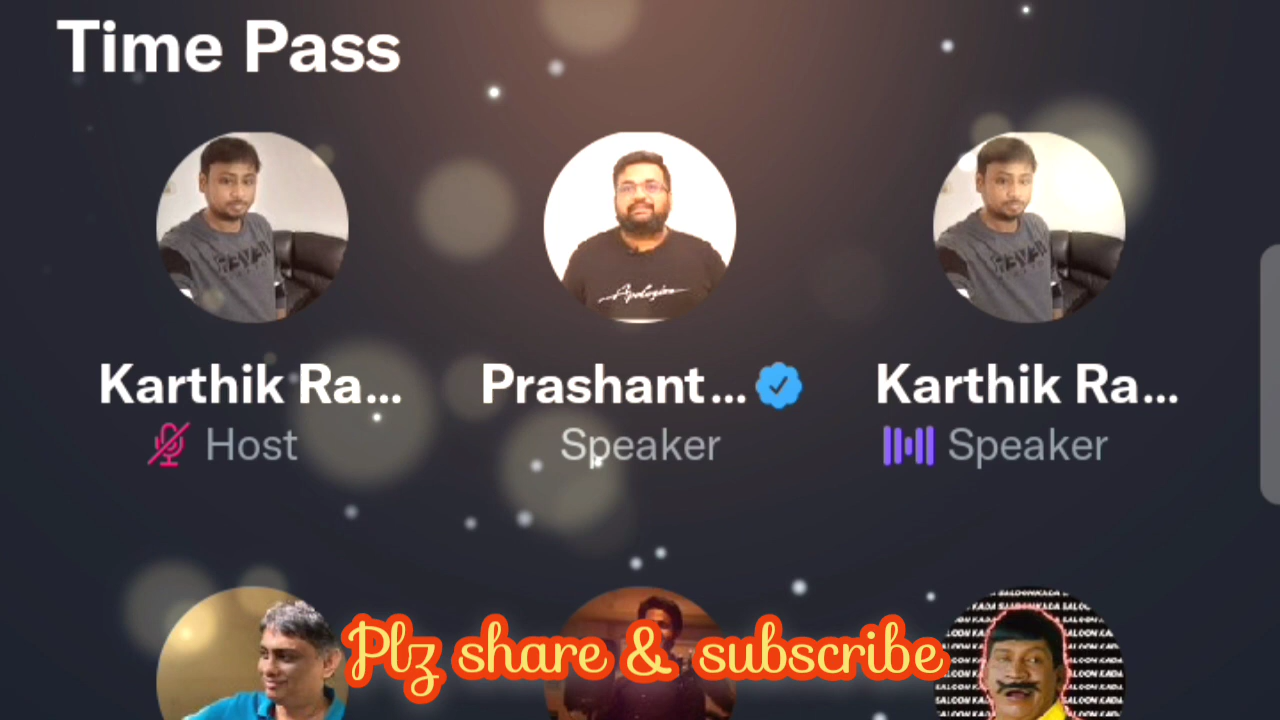 Time Pass
Karthik Ra...
Prashant...
Karthik Ra...
Host
Speaker
Speaker
Plz share & subscribe